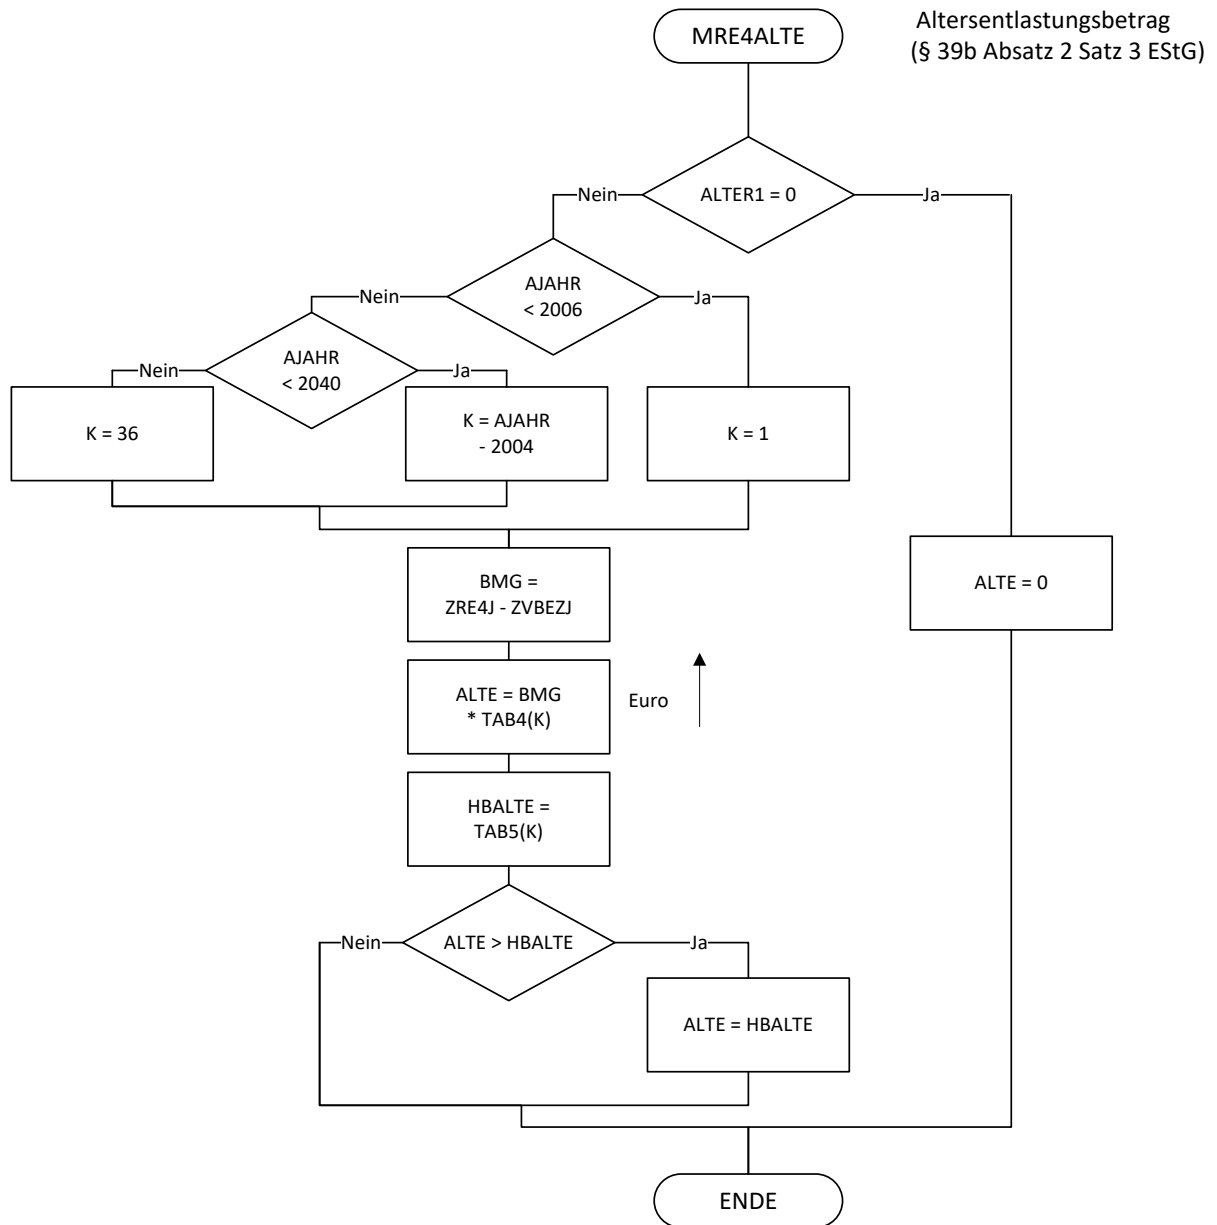 MRE4ALTE
Altersentlastungsbetrag
(§ 39b Absatz 2 Satz 3 EStG)
ALTER1 = 0
Nein
Ja
AJAHR
< 2006
Nein
Ja
AJAHR
< 2040
Nein
Ja
K = 36
K = AJAHR
- 2004
K = 1
BMG =
ZRE4J - ZVBEZJ
ALTE = 0
ALTE = BMG
* TAB4(K)
Euro
HBALTE =
TAB5(K)
ALTE > HBALTE
Nein
Ja
ALTE = HBALTE
ENDE